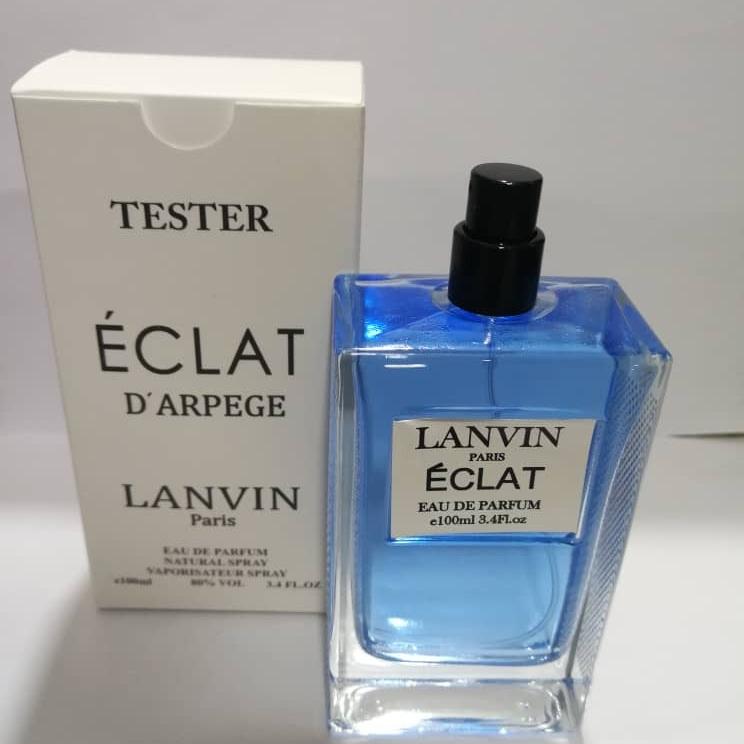 TESTER
ÉCLAT
D'ARPEGE
LANVIN
Paris
EAU DE PARFUM
NATURAL SPRAY
VAPORISATEUR SPRAY
e100ml 80% VOL 3.4 FL.OZ
LANVIN
PARIS
ÉCLAT
EAU DE PARFUM
e100ml 3.4Fl.oz